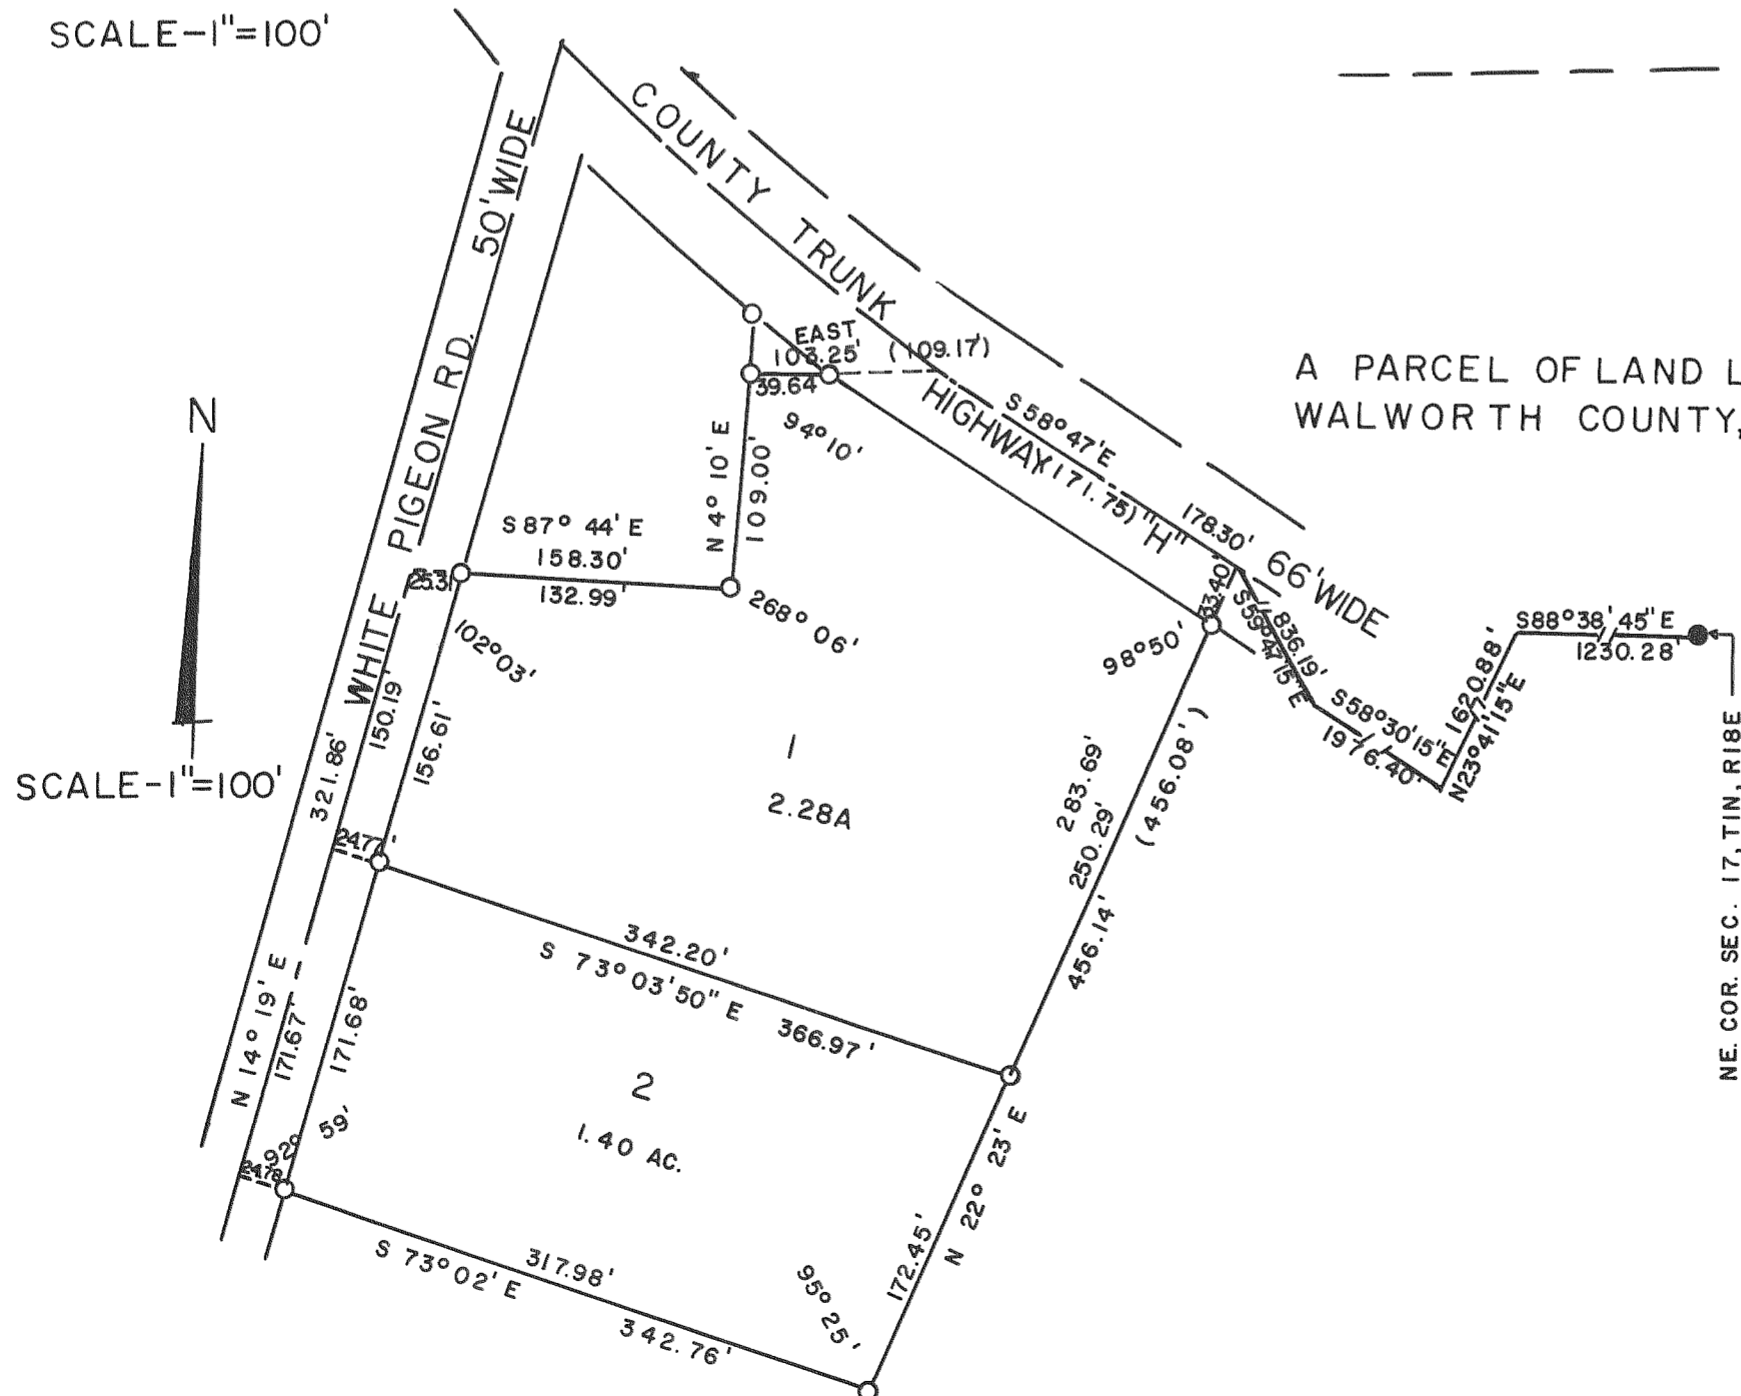 SCALE-1"=100'
COUNTY TRUNK
HIGHWAY "H"
66' WIDE
50' WIDE
WHITE PIGEON RD.
EAST
103.25' (109.17')
39.64
94°10'
S 58°47' E
(171.75)
178.30'
A PARCEL OF LAND L
WALWORTH COUNTY,
N
N 4° 10' E
109.00'
S 87° 44' E
158.30'
132.99'
25.31
268° 06'
102°03'
98°50'
33.40'
836.19'
S59°47'15"E
S58°30'15"E
1976.40'
1620.88'
N23°41'15"E
S88°38'45"E
1230.28'
NE. COR. SEC. 17, T1N, R18E
SCALE-1"=100'
321.86'
150.19'
156.61'
1
2.28A
283.69'
250.29'
(456.08')
456.14'
24.77'
342.20'
S 73°03'50" E 366.97'
N 14° 19' E
171.67'
171.68'
2
1.40 AC.
92° 59'
24.78
317.98'
S 73°02' E
342.76'
95°25'
172.45'
N 22° 23' E